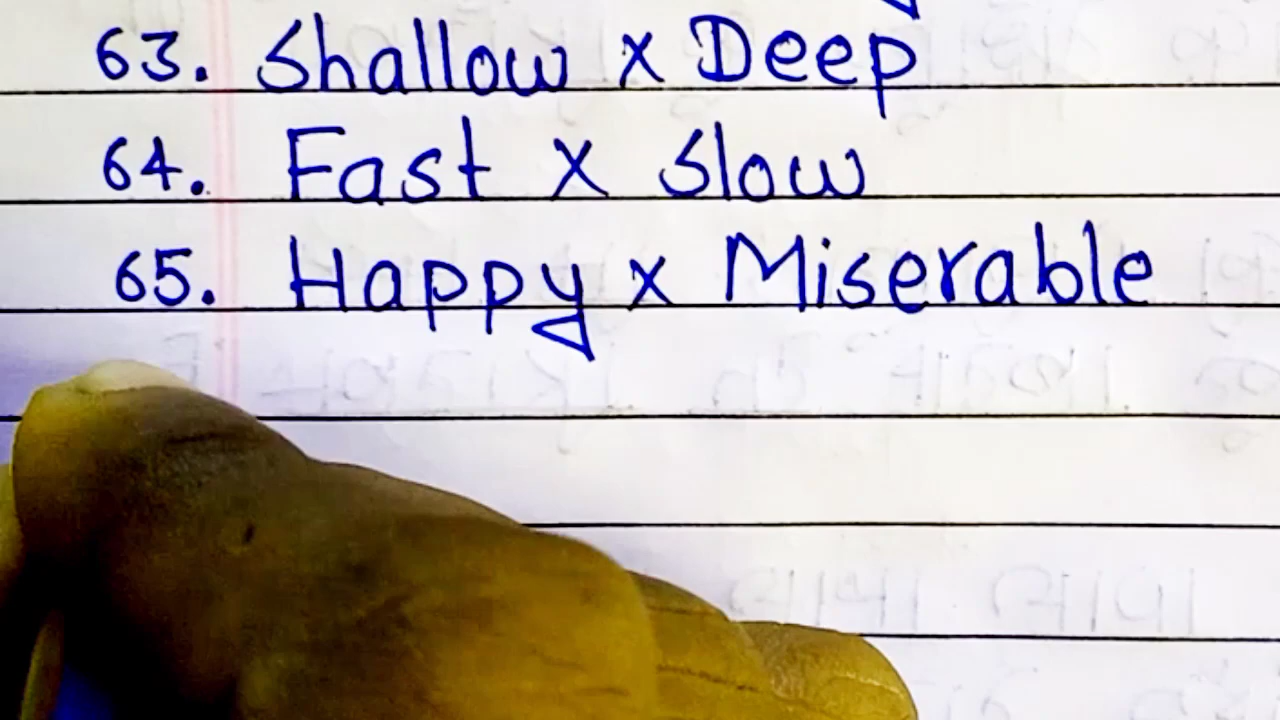 63. Shallow x Deep
64. Fast x Slow
65. Happy x Miserable